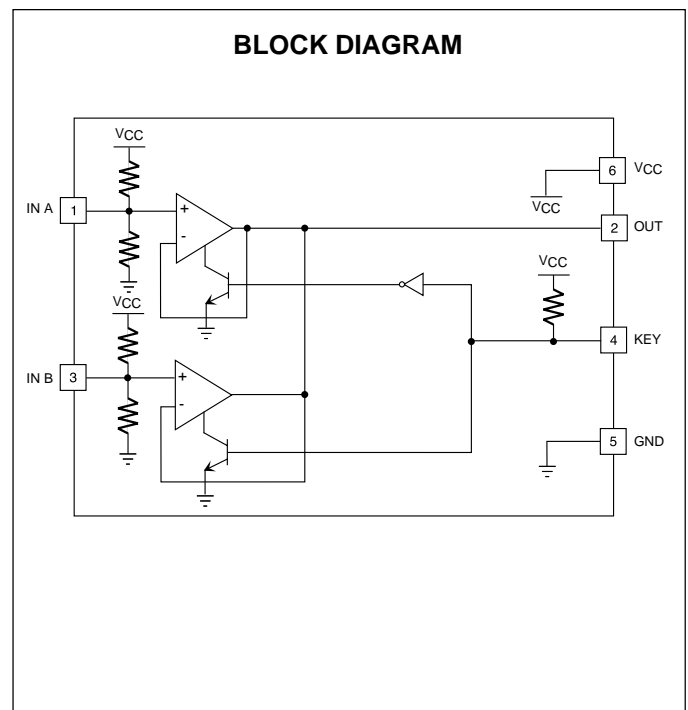 BLOCK DIAGRAM
VCC
6 VCC
IN A 1
+
-
VCC
2 OUT
VCC
VCC
4 KEY
IN B 3
+
-
5 GND